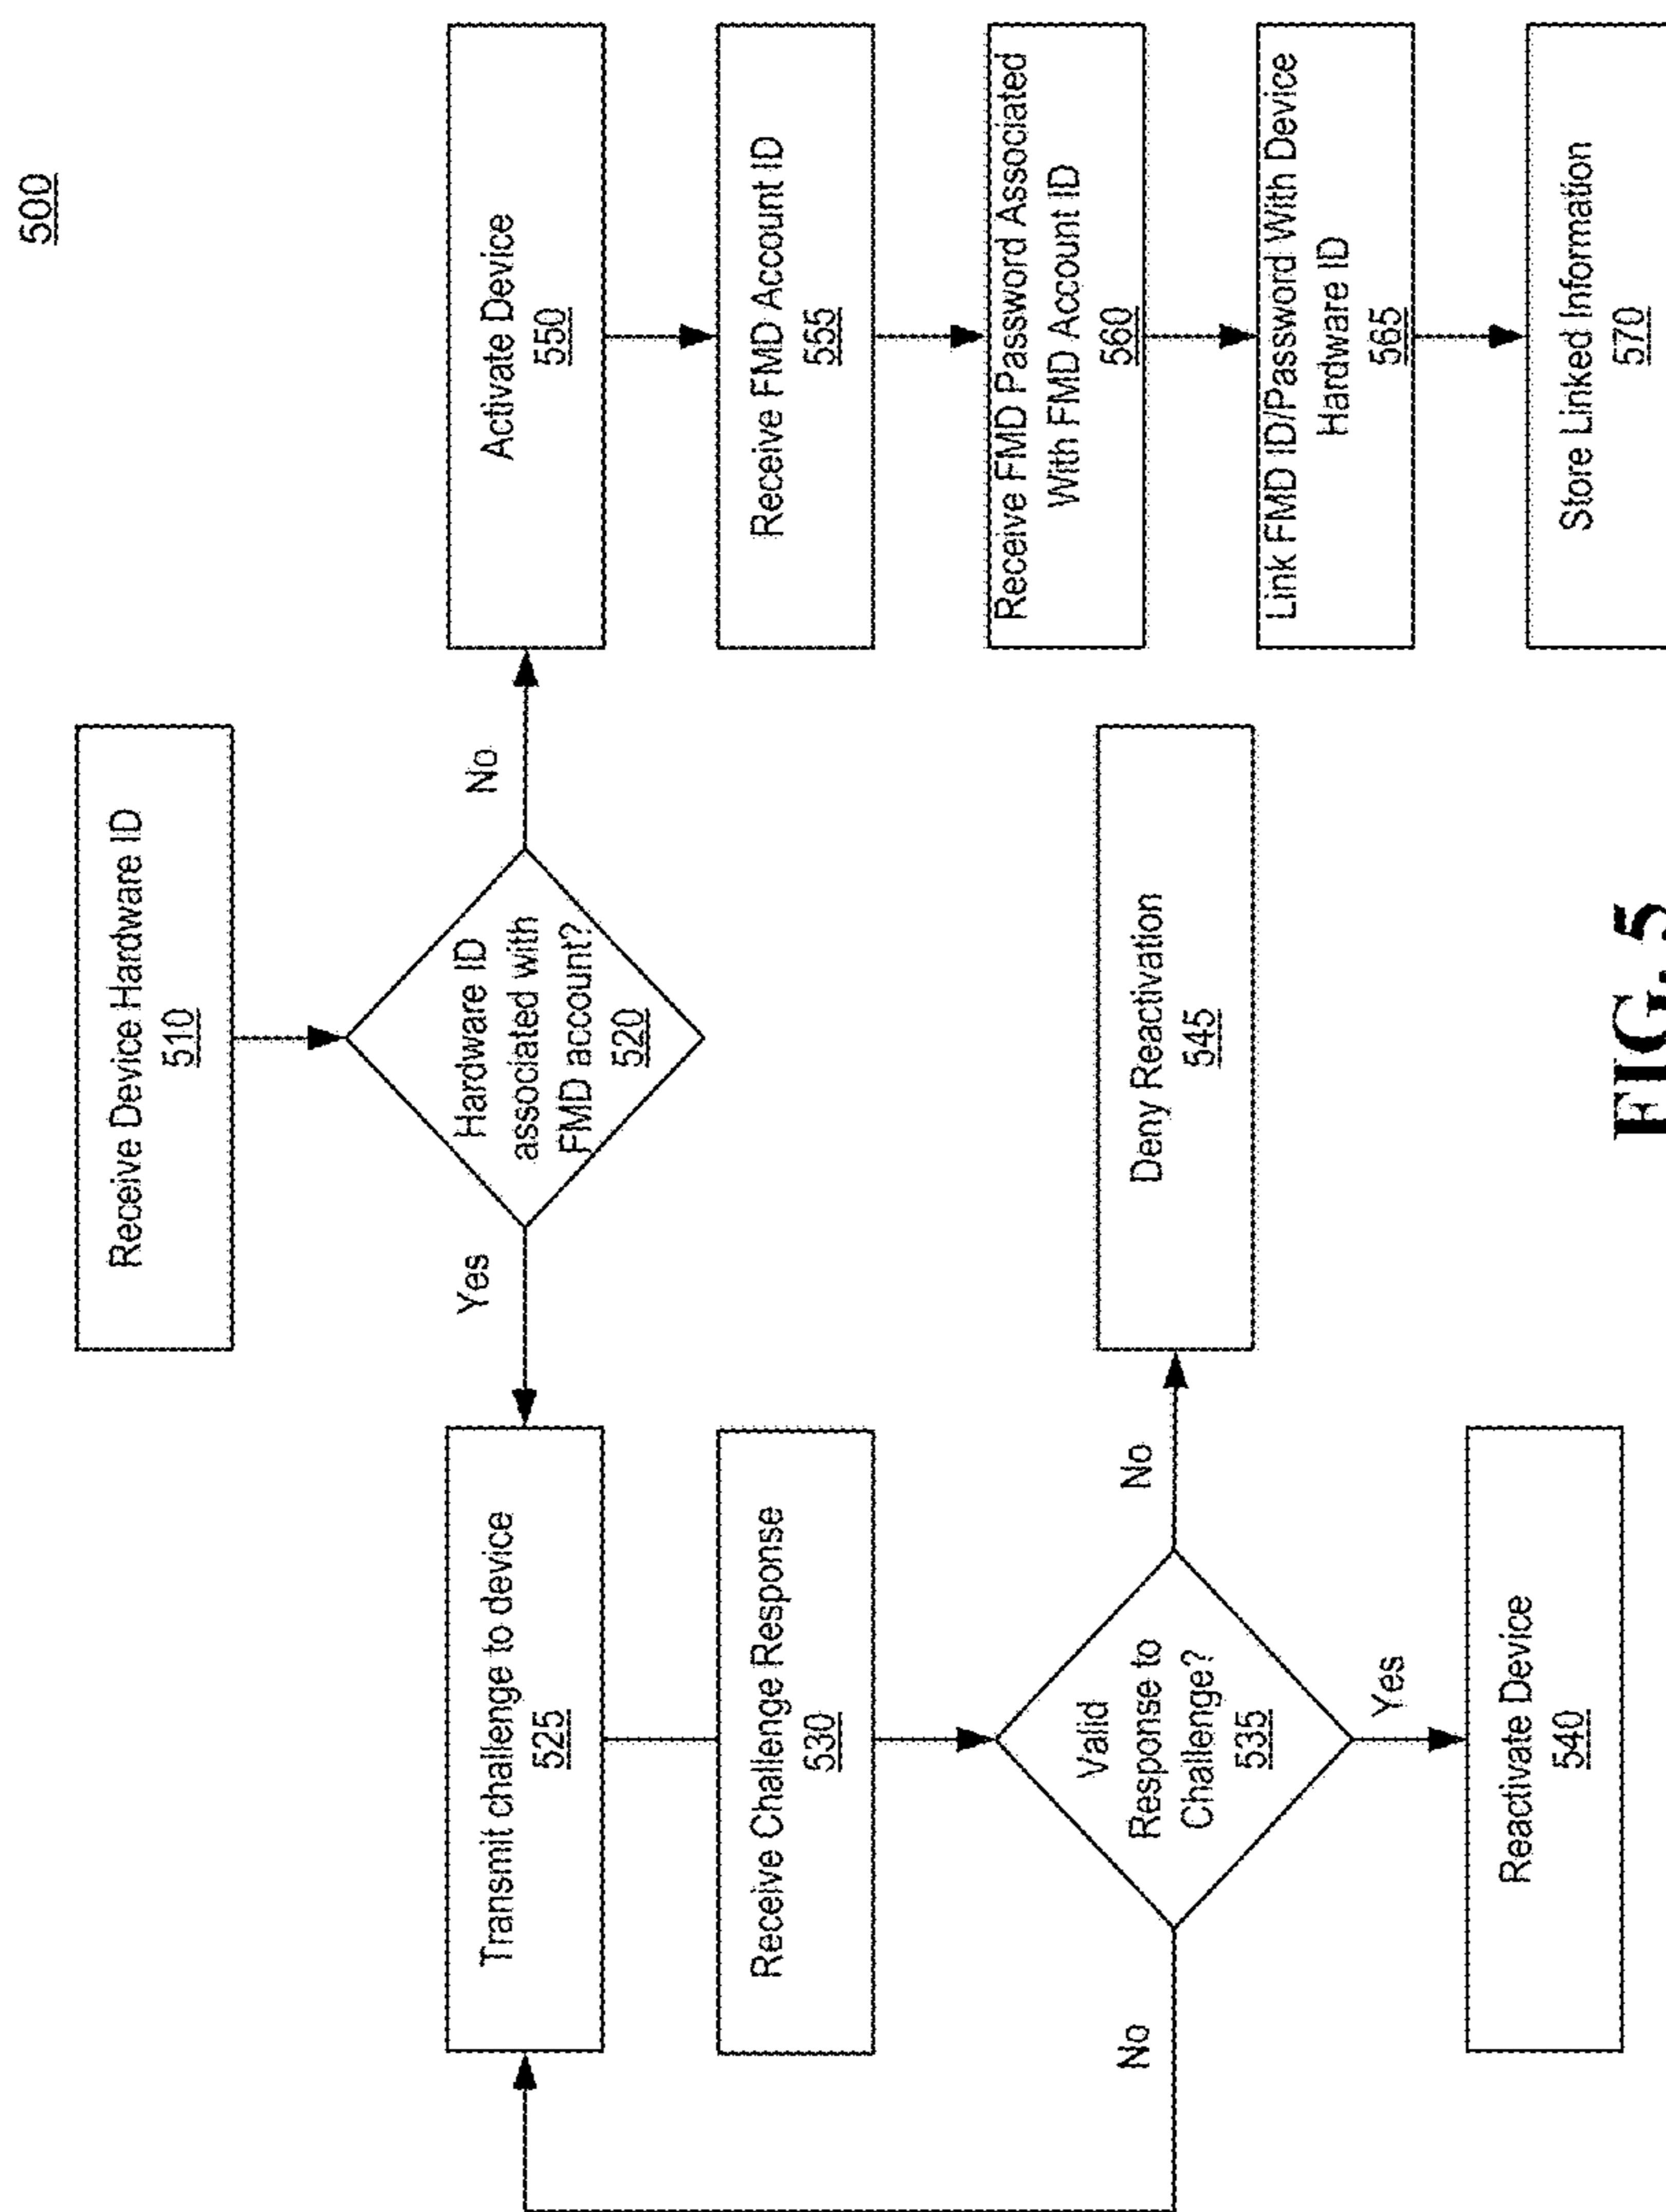 500
Receive Device Hardware ID
510
Hardware ID
associated with
FMD account?
520
Yes
No
Transmit challenge to device
525
Receive Challenge Response
530
Valid
Response to
Challenge?
535
No
No
Yes
Reactivate Device
540
Deny Reactivation
545
Activate Device
550
Receive FMD Account ID
555
Receive FMD Password Associated
With FMD Account ID
560
Link FMD ID/Password With Device
Hardware ID
565
Store Linked Information
570
FIG. 5